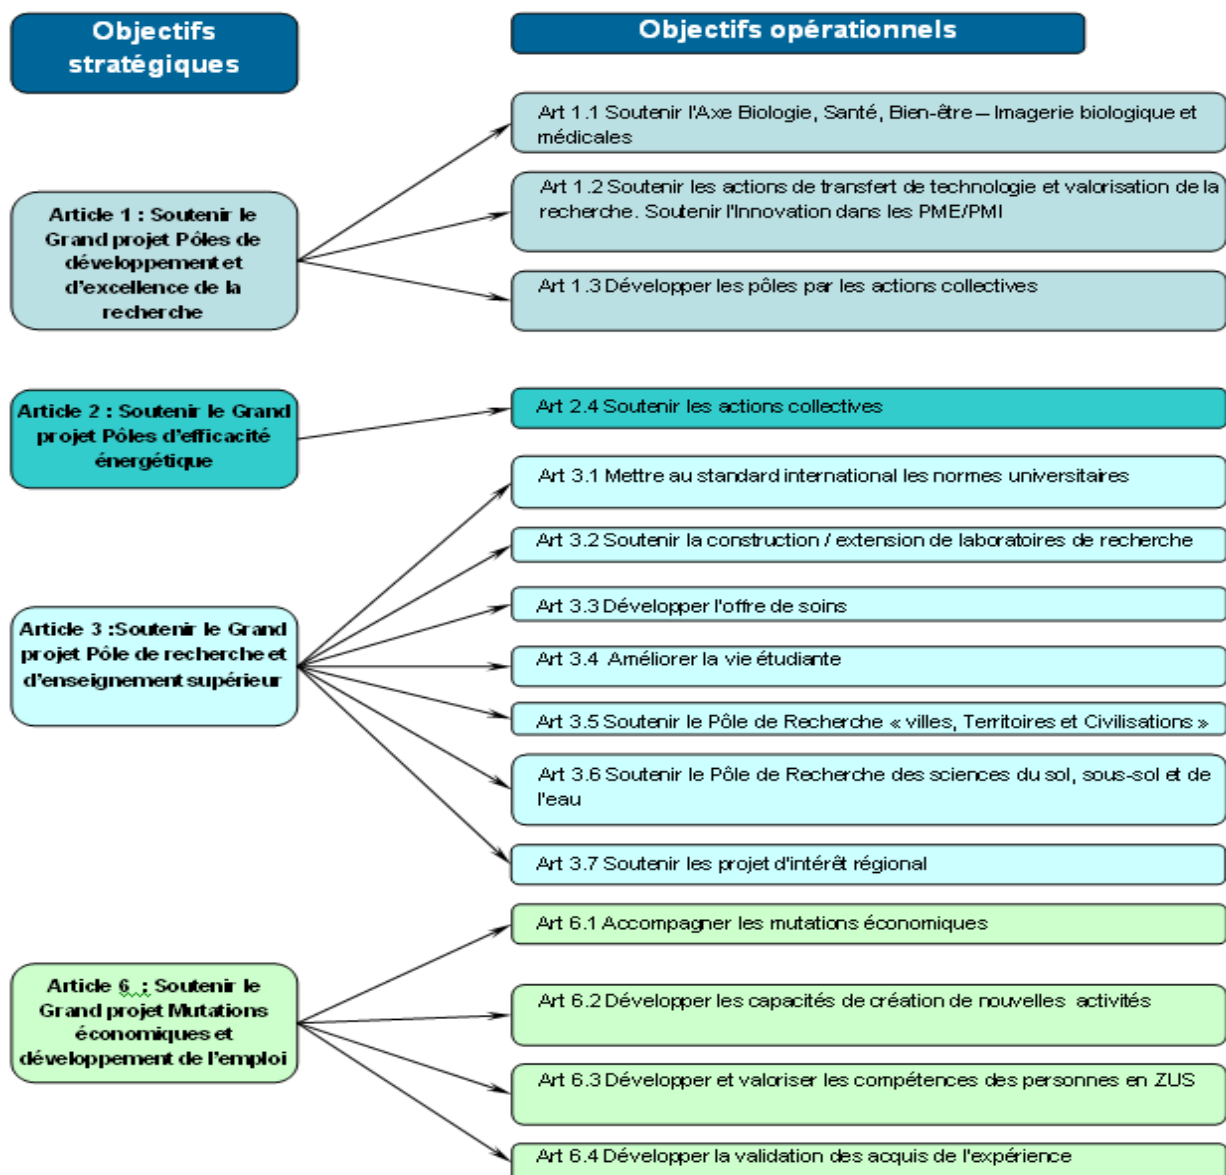 Objectifs
stratégiques
Objectifs opérationnels
Article 1 : Soutenir le
Grand projet Pôles de
développement et
d'excellence de la
recherche
Art 1.1 Soutenir l'Axe Biologie, Santé, Bien-être – Imagerie biologique et
médicales
Art 1.2 Soutenir les actions de transfert de technologie et valorisation de la
recherche. Soutenir l'Innovation dans les PME/PMI
Art 1.3 Développer les pôles par les actions collectives
Article 2 : Soutenir le Grand
projet Pôles d'efficacité
énergétique
Art 2.4 Soutenir les actions collectives
Article 3 :Soutenir le Grand
projet Pôle de recherche et
d'enseignement supérieur
Art 3.1 Mettre au standard international les normes universitaires
Art 3.2 Soutenir la construction / extension de laboratoires de recherche
Art 3.3 Développer l'offre de soins
Art 3.4 Améliorer la vie étudiante
Art 3.5 Soutenir le Pôle de Recherche « villes, Territoires et Civilisations »
Art 3.6 Soutenir le Pôle de Recherche des sciences du sol, sous-sol et de
l'eau
Art 3.7 Soutenir les projet d'intérêt régional
Article 6 : Soutenir le
Grand projet Mutations
économiques et
développement de l'emploi
Art 6.1 Accompagner les mutations économiques
Art 6.2 Développer les capacités de création de nouvelles activités
Art 6.3 Développer et valoriser les compétences des personnes en ZUS
Art 6.4 Développer la validation des acquis de l'expérience